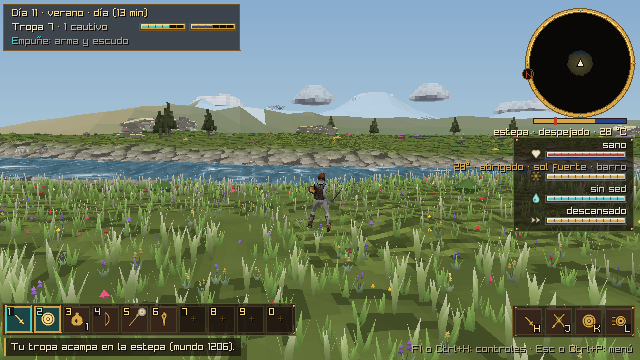 Día 11 · verano · día (13 min)
Tropa 7 · 1 cautivo
Empuñe: arma y escudo
N
estepa · despejado · 28 °C
sano
28° · abrigado · sol fuerte · barro
sin sed
descansado
1 2 3 4 5 6 7 8 9 0
1
H J K L
Tu tropa acampa en la estepa (mundo 1206).
F1 o Ctrl+H: controles · Esc o Ctrl+P: menú